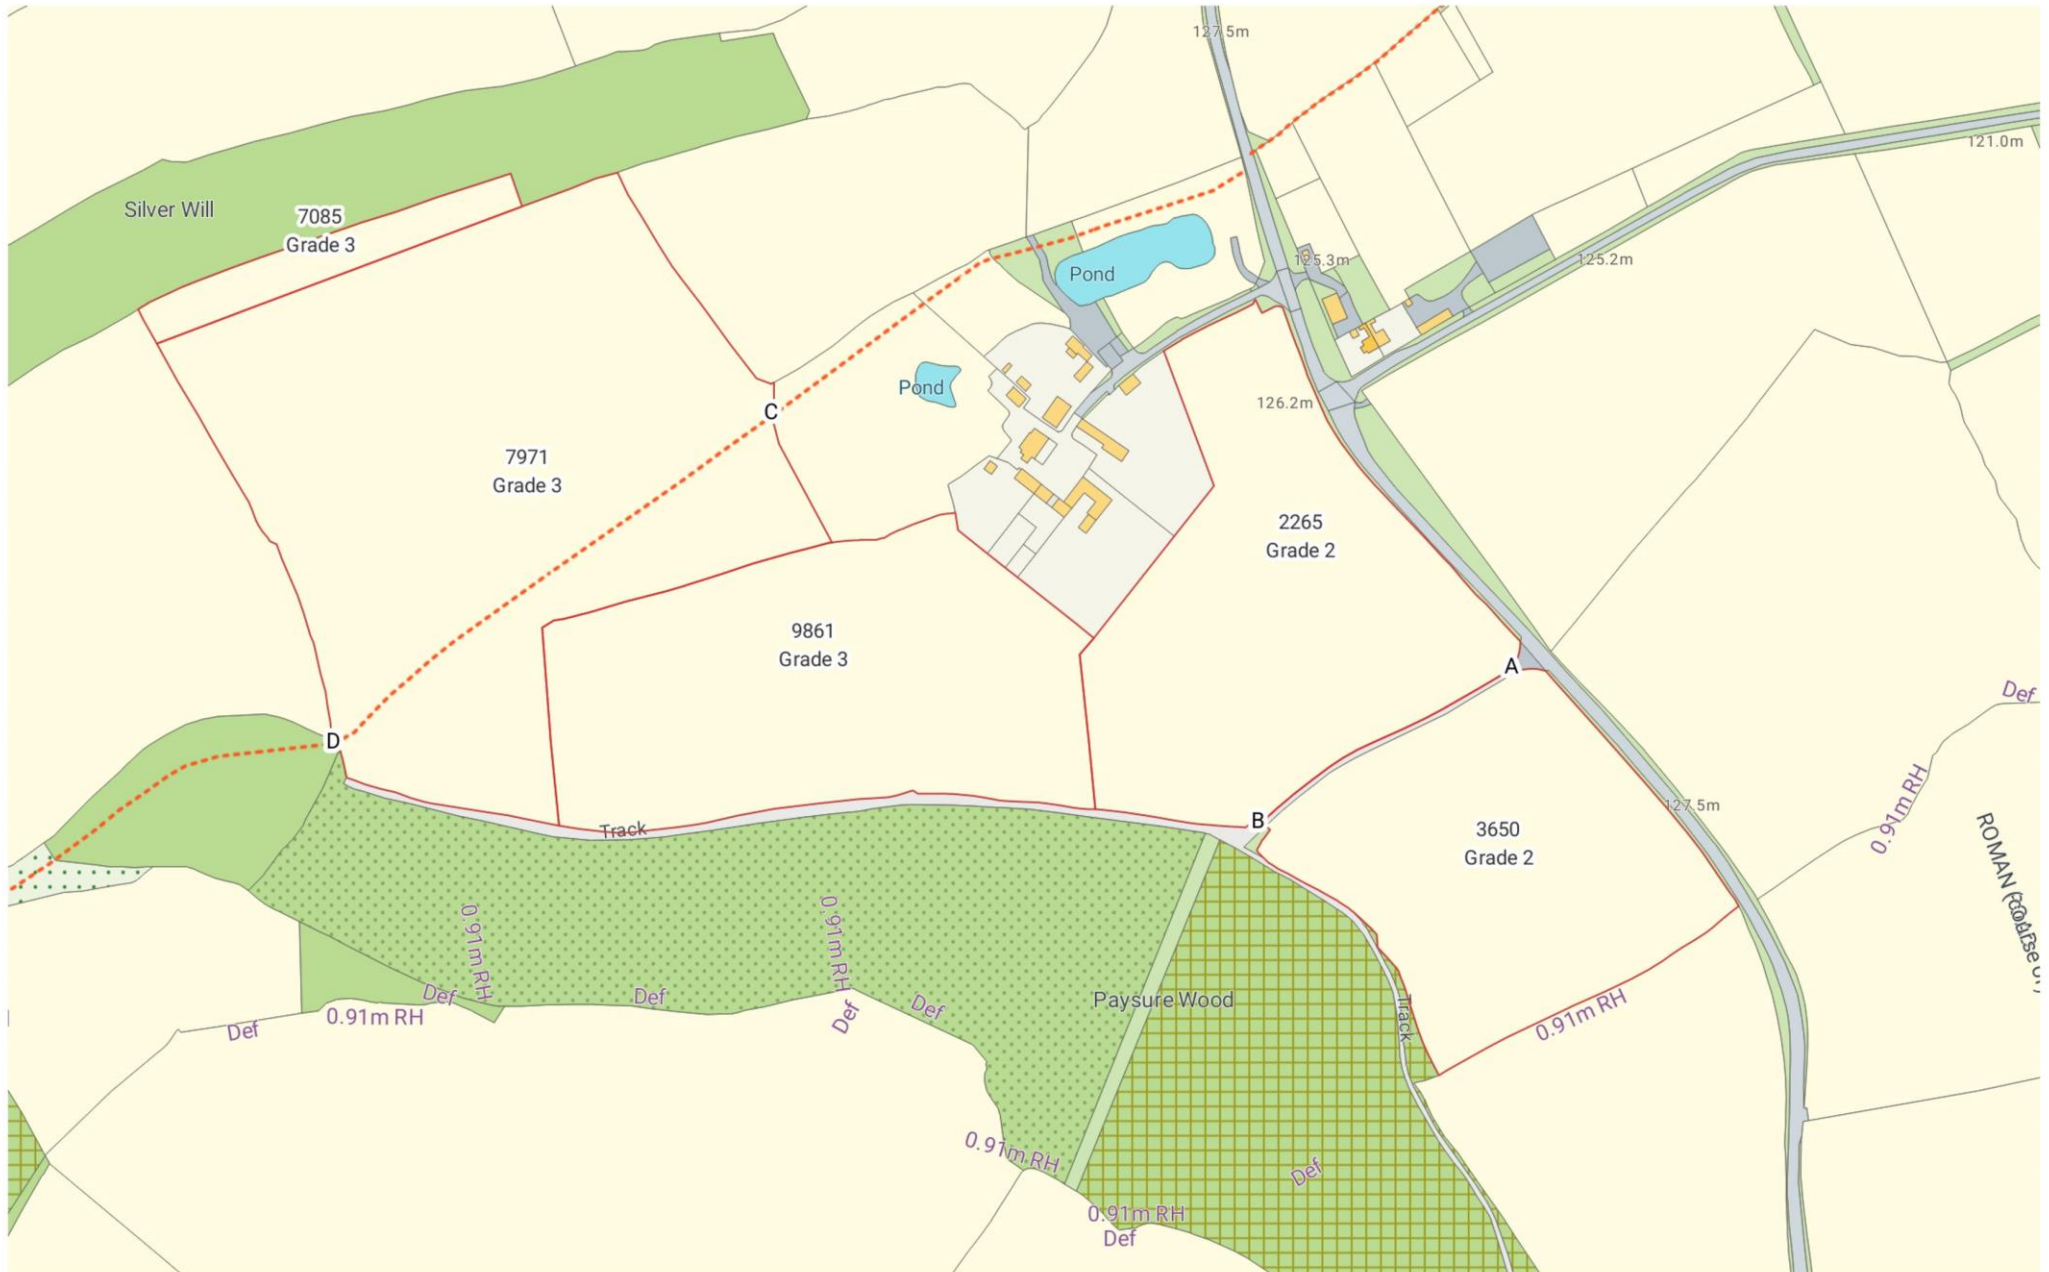 127.5m
121.0m
Silver Will
7085
Grade 3
125.3m
125.2m
Pond
Pond
126.2m
C
7971
Grade 3
2265
Grade 2
9861
Grade 3
A
Def
D
0.91m RH
127.5m
B
Track
3650
Grade 2
ROMAN
0.91m RH
0.91m RH
Paysure Wood
Track
Def
Def
Def
Def
0.91m RH
Def
0.91m RH
0.91m RH
Def
0.91m RH
Def